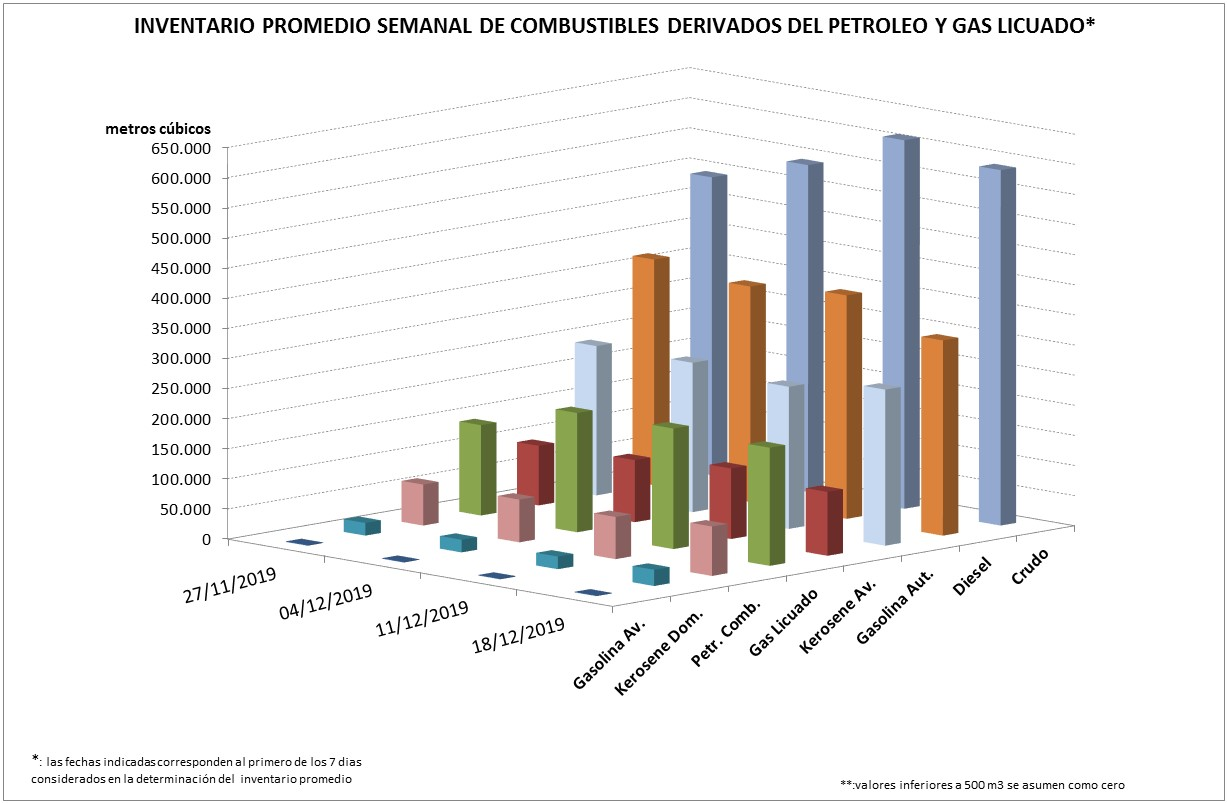 INVENTARIO PROMEDIO SEMANAL DE COMBUSTIBLES DERIVADOS DEL PETROLEO Y GAS LICUADO*
metros cúbicos
650.000
600.000
550.000
500.000
450.000
400.000
350.000
300.000
250.000
200.000
150.000
100.000
50.000
0
27/11/2019
04/12/2019
11/12/2019
18/12/2019
Gasolina Av.
Kerosene Dom.
Petr. Comb.
Gas Licuado
Kerosene Av.
Gasolina Aut.
Diesel
Crudo
*: las fechas indicadas corresponden al primero de los 7 dias
considerados en la determinación del inventario promedio
**:valores inferiores a 500 m3 se asumen como cero